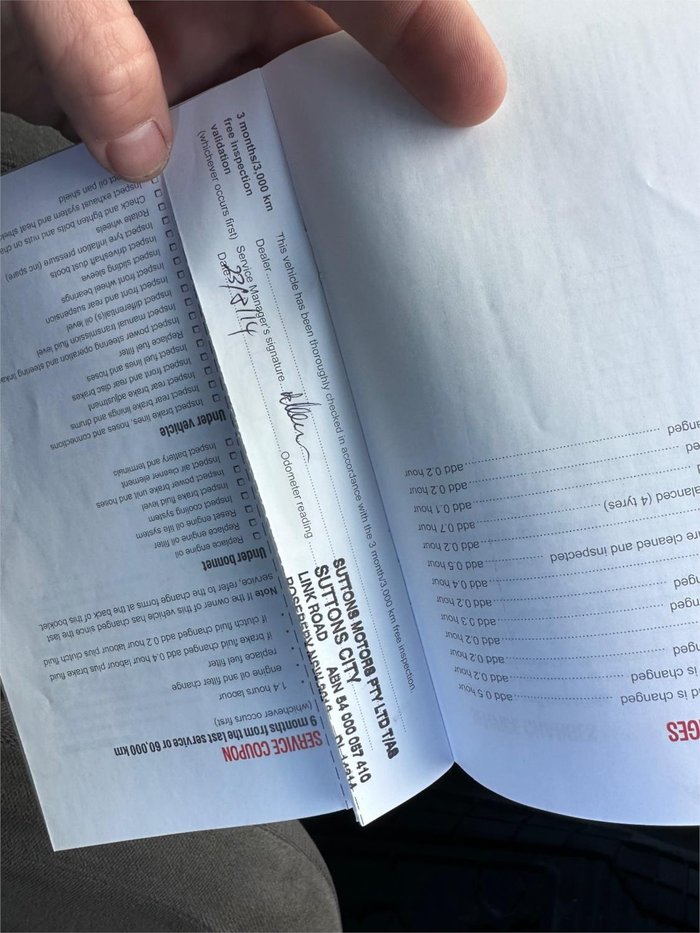 3 months/3,000 km
free inspection
validation
(whichever occurs first)
This vehicle has been thoroughly checked in accordance with the 3 month/3,000 km free inspection.
Dealer
Service Manager's signature Odometer reading
Date 23/8/14
SUTTONS MOTORS PTY LTD T/AS
SUTTONS CITY ABN 54 000 057 410
LINK ROAD
SERVICE COUPON
9 months from the last service or 60,000 km
(whichever occurs first)
1.4 hours labour
engine oil and filter change
replace fuel filter
If brake fluid changed add 0.4 hour labour plus brake fluid
If clutch fluid changed add 0.2 hour plus labour clutch fluid
Note If the owner of this vehicle has changed since the last
service, refer to the change forms at the back of this booklet.
Under bonnet
Replace engine oil
Replace engine oil filter
Reset engine oil life system
Inspect cooling system
Inspect brake fluid level
Inspect power brake unit and hoses
Inspect air cleaner element
Inspect battery and terminals
Under vehicle
Inspect brake lines, hoses and connections
Inspect rear brake linings and drums
Inspect rear brake adjustment
Inspect front and rear disc brakes
Inspect fuel lines and hoses
Replace fuel filter
Inspect power steering operation and steering linka
Inspect manual transmission fluid level
Inspect differential(s) oil level
Inspect front and rear suspension
Inspect front wheel bearings
Inspect sliding sleeve
Inspect driveshaft dust boots
Inspect tyre inflation pressure (inc spare)
Rotate wheels
Check and tighten bolts and nuts on cha
Inspect exhaust system and heat shield
Inspect oil pan shield
GES
d is changed add 0.5 hour
is changed add 0.2 hour
ged add 0.2 hour
add 0.2 hour
nged add 0.3 hour
ged add 0.2 hour
add 0.4 hour
re cleaned and inspected add 0.5 hour
add 0.2 hour
alanced (4 tyres) add 0.7 hour
add 0.1 hour
ed add 0.2 hour
anged add 0.2 hour